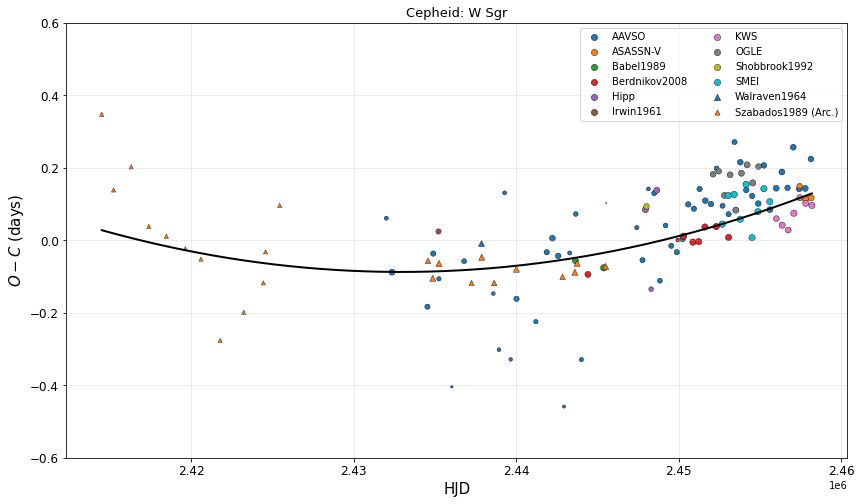 Cepheid: W Sgr
AAVSO
ASASSN-V
Babel1989
Berdnikov2008
Hipp
Irwin1961
KWS
OGLE
Shobbrook1992
SMEI
Walraven1964
Szabados1989 (Arc.)
O − C (days)
0.6
0.4
0.2
0.0
−0.2
−0.4
−0.6
2.42 2.43 2.44 2.45 2.46
1e6
HJD